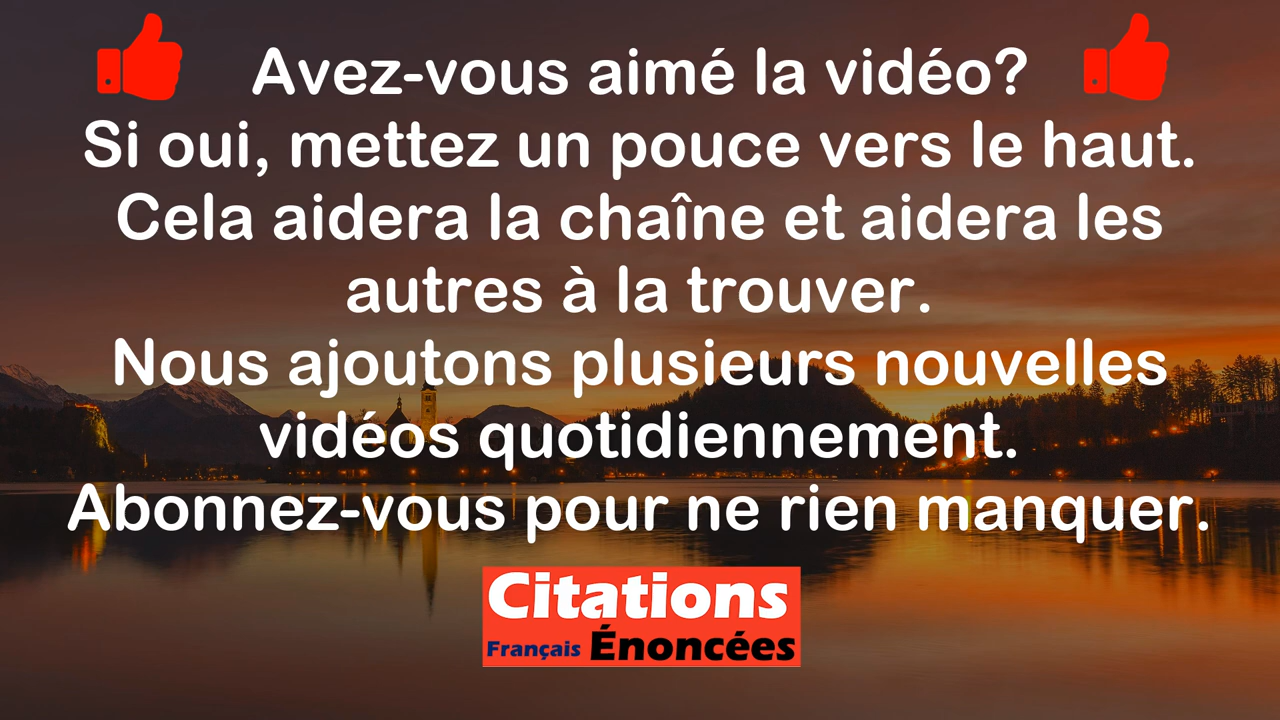 Avez-vous aimé la vidéo?
Si oui, mettez un pouce vers le haut.
Cela aidera la chaîne et aidera les
autres à la trouver.
Nous ajoutons plusieurs nouvelles
vidéos quotidiennement.
Abonnez-vous pour ne rien manquer.
Citations
Français Énoncées